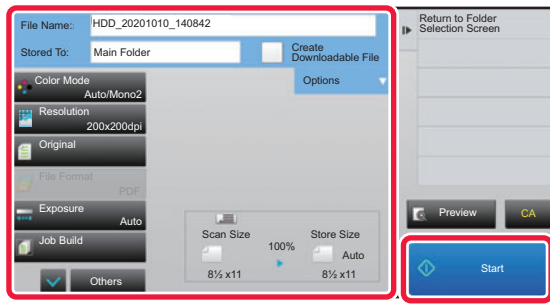 File Name: HDD_20201010_140842
Stored To: Main Folder
Create
Downloadable File
Options
Color Mode
Auto/Mono2
Resolution
200x200dpi
Original
File Format
PDF
Exposure
Auto
Job Build
Others
Scan Size
100%
Store Size
Auto
8½ x11
8½ x11
Return to Folder
Selection Screen
Preview
CA
Start